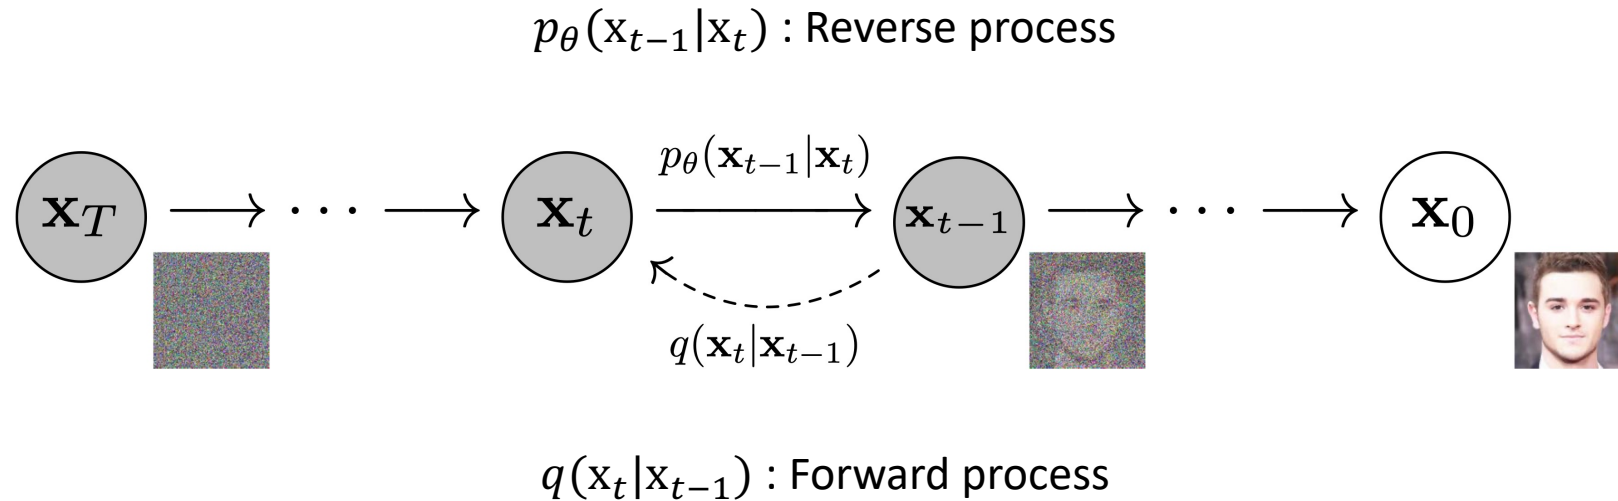 pθ(xₜ₋₁|xₜ) : Reverse process
pθ(𝐱ₜ₋₁|𝐱ₜ)
𝐱_T ··· 𝐱ₜ 𝐱ₜ₋₁ ··· 𝐱₀
q(𝐱ₜ|𝐱ₜ₋₁)
q(xₜ|xₜ₋₁) : Forward process